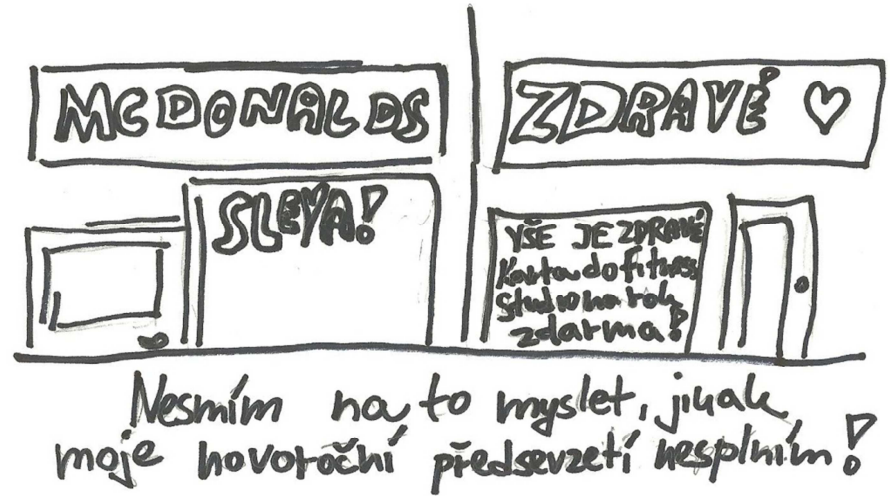 MCDONALDS
SLEVA!
ZDRAVÉ ♡
VŠE JE ZDRAVÉ
Karta do fitness
studio na rok
zdarma!
Nesmím na to myslet, jinak
moje novoroční předsevzetí nesplním!